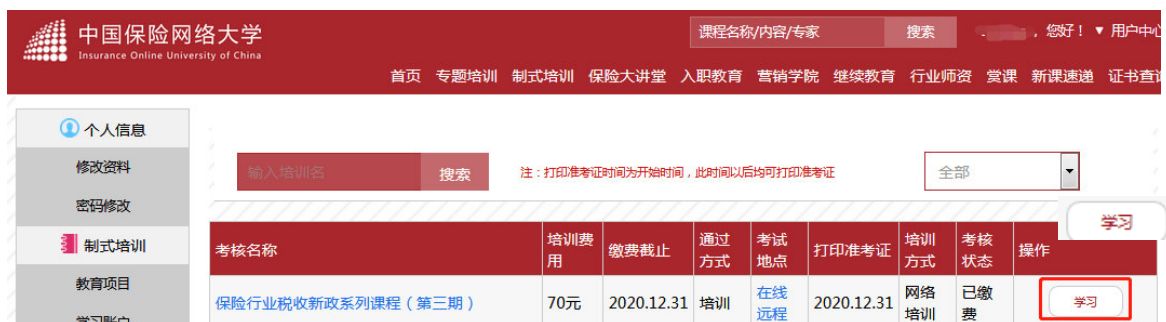 中国保险网络大学
Insurance Online University of China
课程名称/内容/专家 搜索 ，您好！ ▼ 用户中心
首页 专题培训 制式培训 保险大讲堂 入职教育 营销学院 继续教育 行业师资 赏课 新课速递 证书查询
个人信息
修改资料
密码修改
制式培训
教育项目
学习账户
输入培训名 搜索 注：打印准考证时间为开始时间，此时间以后均可打印准考证 全部
学习
考核名称 培训费用 缴费截止 通过方式 考试地点 打印准考证 培训方式 考核状态 操作
保险行业税收新政系列课程（第三期） 70元 2020.12.31 培训 在线远程 2020.12.31 网络培训 已缴费 学习